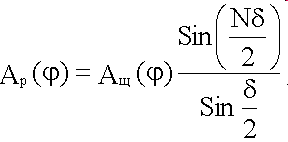 Aр(φ) = Aщ(φ) Sin(Nδ/2) / Sin δ/2